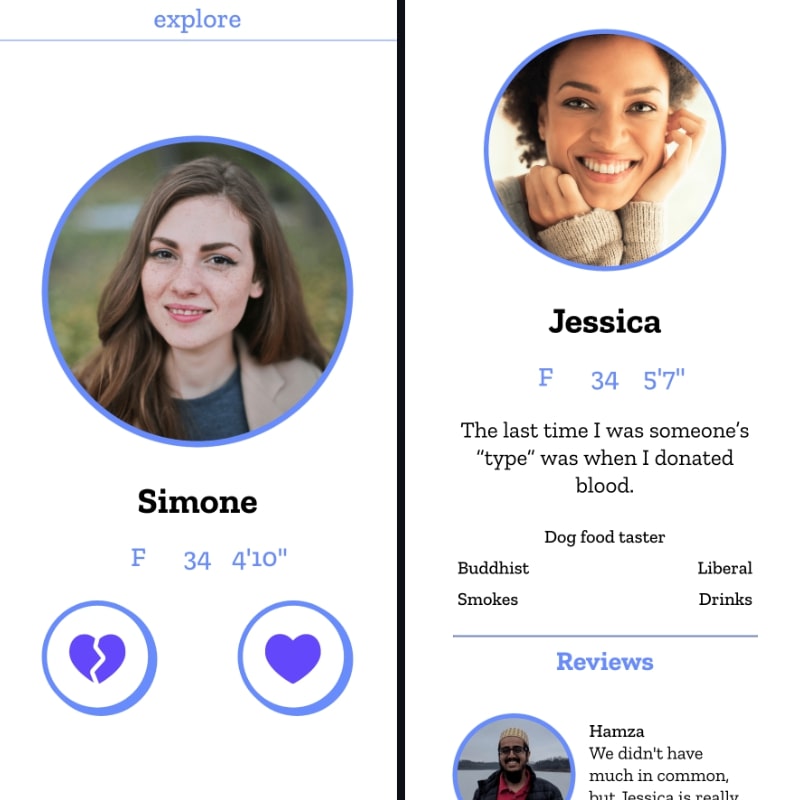 explore
Simone
F 34 4'10"
Jessica
F 34 5'7"
The last time I was someone’s
“type” was when I donated
blood.
Dog food taster
Buddhist Liberal
Smokes Drinks
Reviews
Hamza
We didn't have
much in common,
but Jessica is really